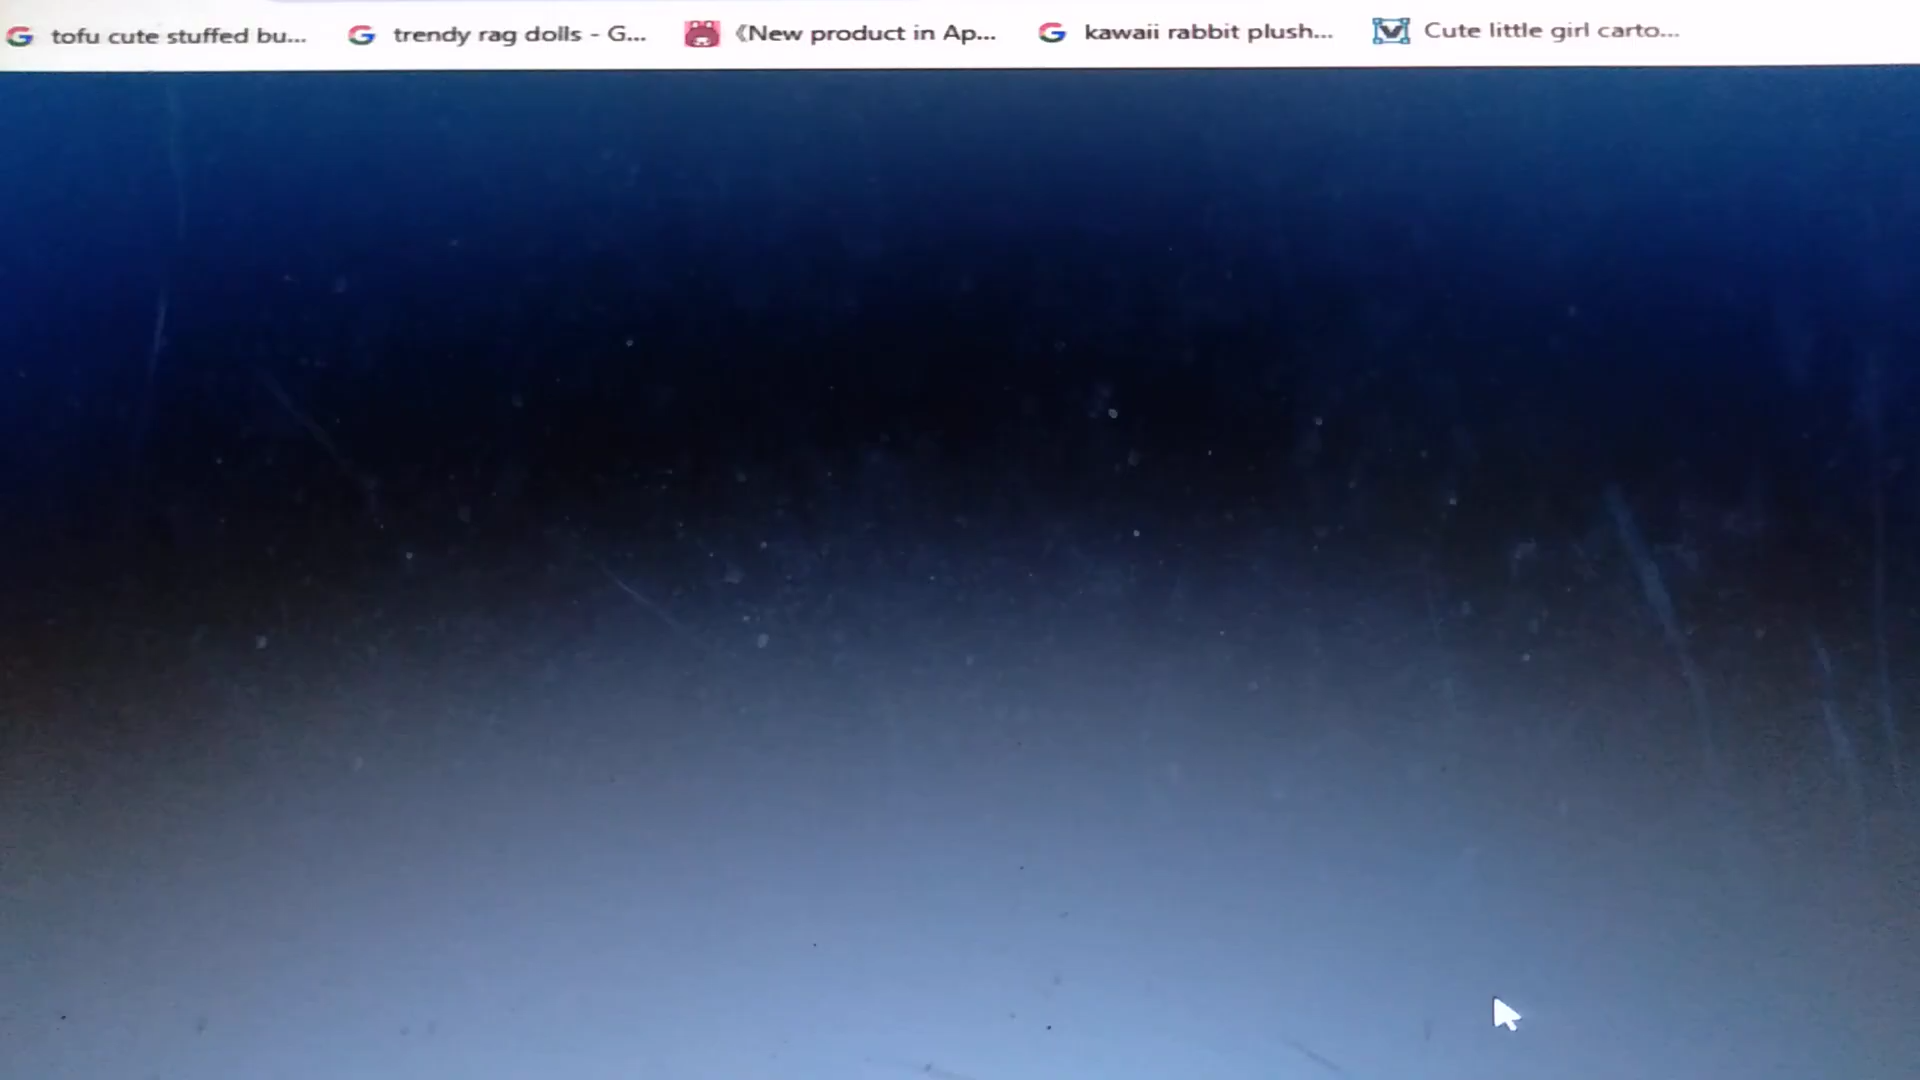 tofu cute stuffed bu... trendy rag dolls - G... 《New product in Ap... kawaii rabbit plush... Cute little girl carto...